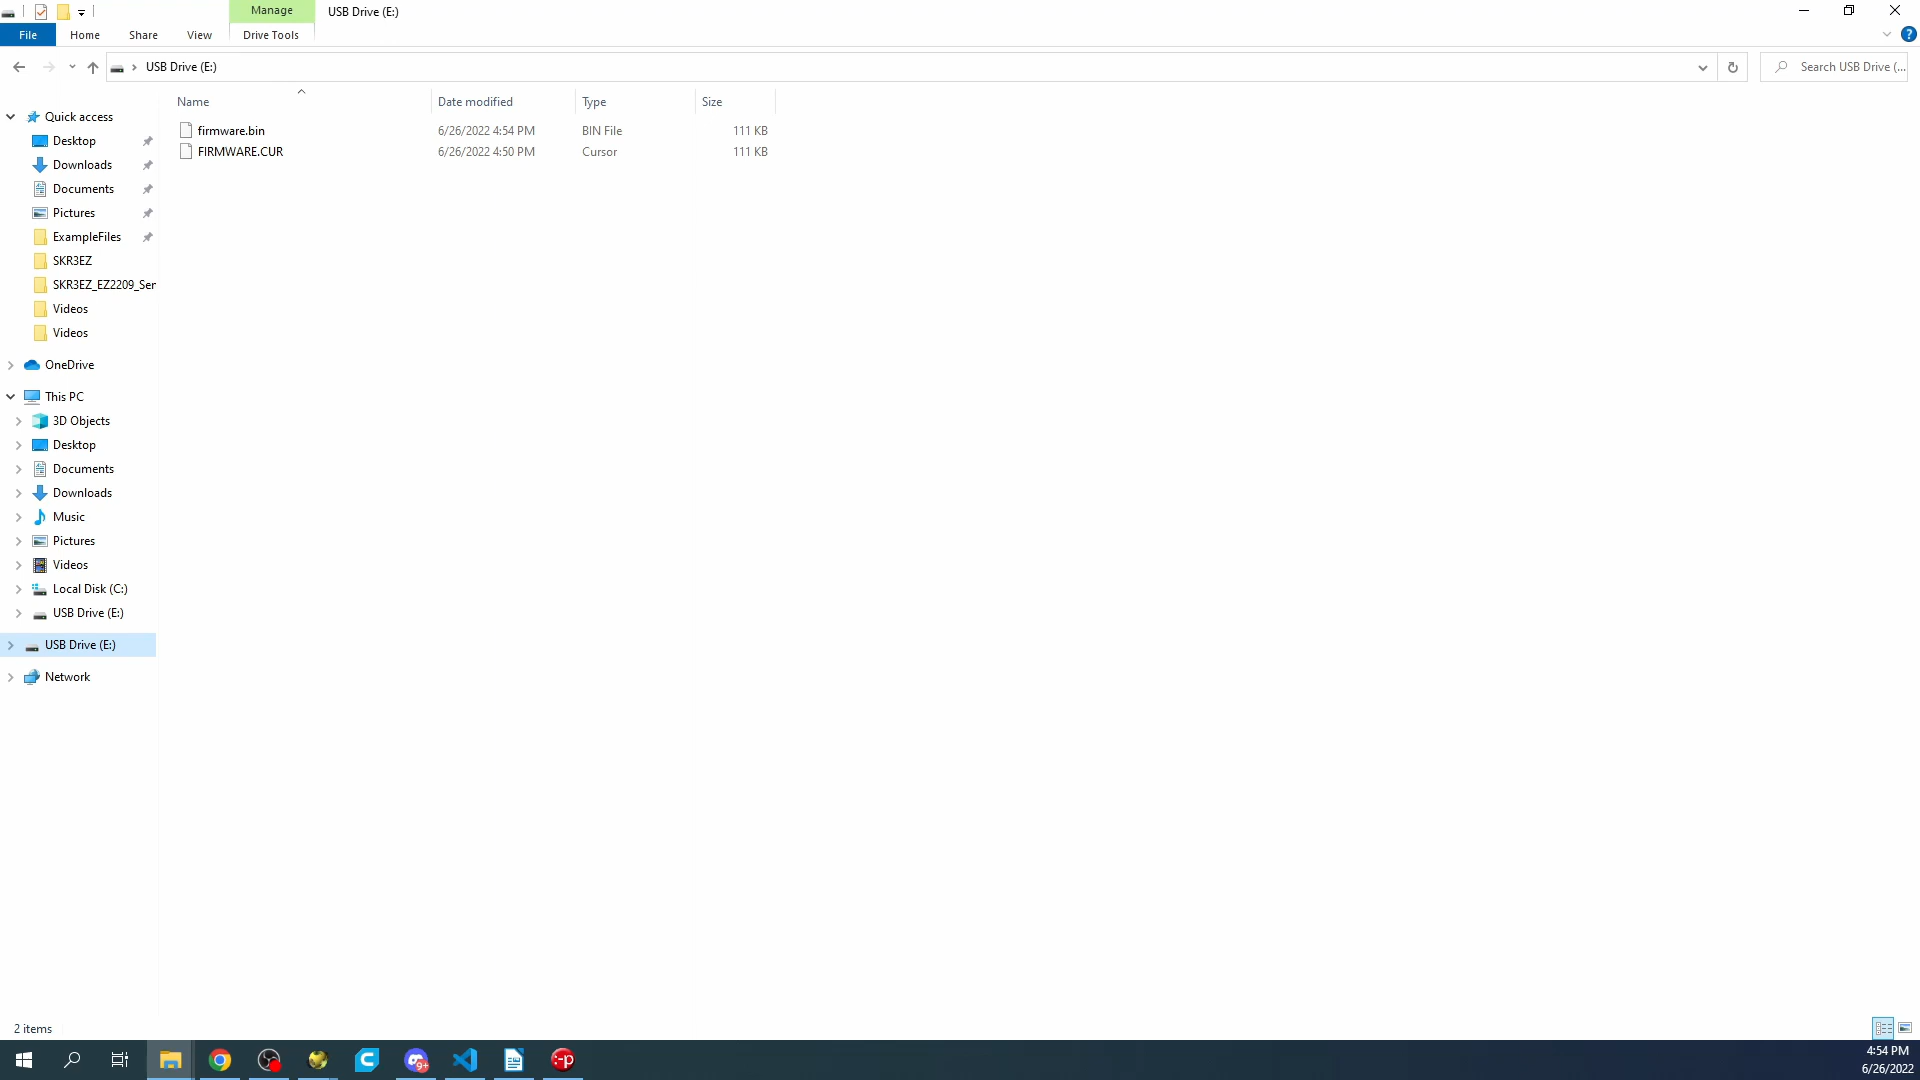 Manage
USB Drive (E:)
File
Home
Share
View
Drive Tools
?
USB Drive (E:)
Search USB Drive (...
Name
Date modified
Type
Size
firmware.bin
6/26/2022 4:54 PM
BIN File
111 KB
FIRMWARE.CUR
6/26/2022 4:50 PM
Cursor
111 KB
Quick access
Desktop
Downloads
Documents
Pictures
ExampleFiles
SKR3EZ
SKR3EZ_EZ2209_Ser
Videos
Videos
OneDrive
This PC
3D Objects
Desktop
Documents
Downloads
Music
Pictures
Videos
Local Disk (C:)
USB Drive (E:)
USB Drive (E:)
Network
2 items
C
9+
:-p
4:54 PM
6/26/2022